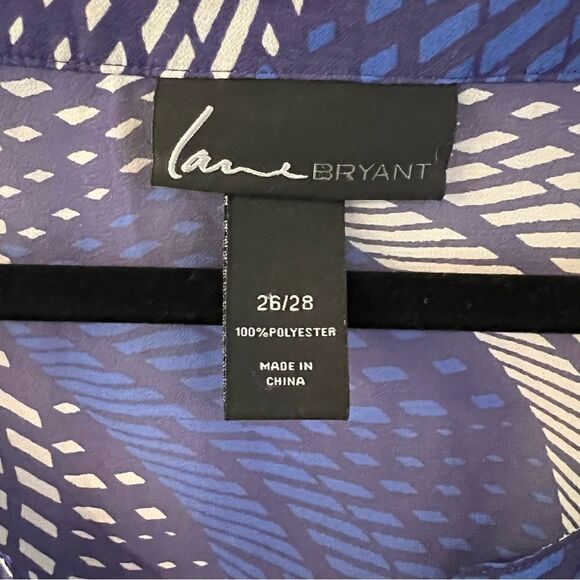 lane BRYANT
26/28
100%POLYESTER
MADE IN
CHINA